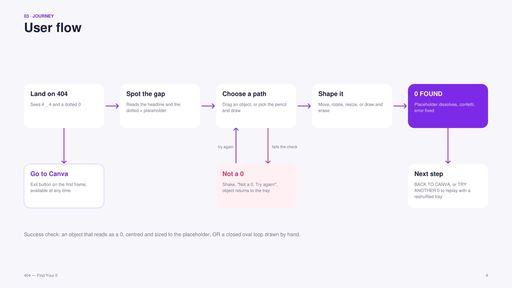 03 · JOURNEY
User flow
Land on 404
Sees 4 _ 4 and a dotted 0
Spot the gap
Reads the headline and the
dotted + placeholder
Choose a path
Drag an object, or pick the pencil
and draw
Shape it
Move, rotate, resize, or draw and
erase
0 FOUND
Placeholder dissolves, confetti,
error fixed
try again
fails the check
Go to Canva
Exit button on the first frame,
available at any time
Not a 0
Shake, "Not a 0. Try again",
object returns to the tray
Next step
BACK TO CANVA, or TRY
ANOTHER 0 to replay with a
reshuffled tray
Success check: an object that reads as a 0, centred and sized to the placeholder, OR a closed oval loop drawn by hand.
404 — Find Your 0